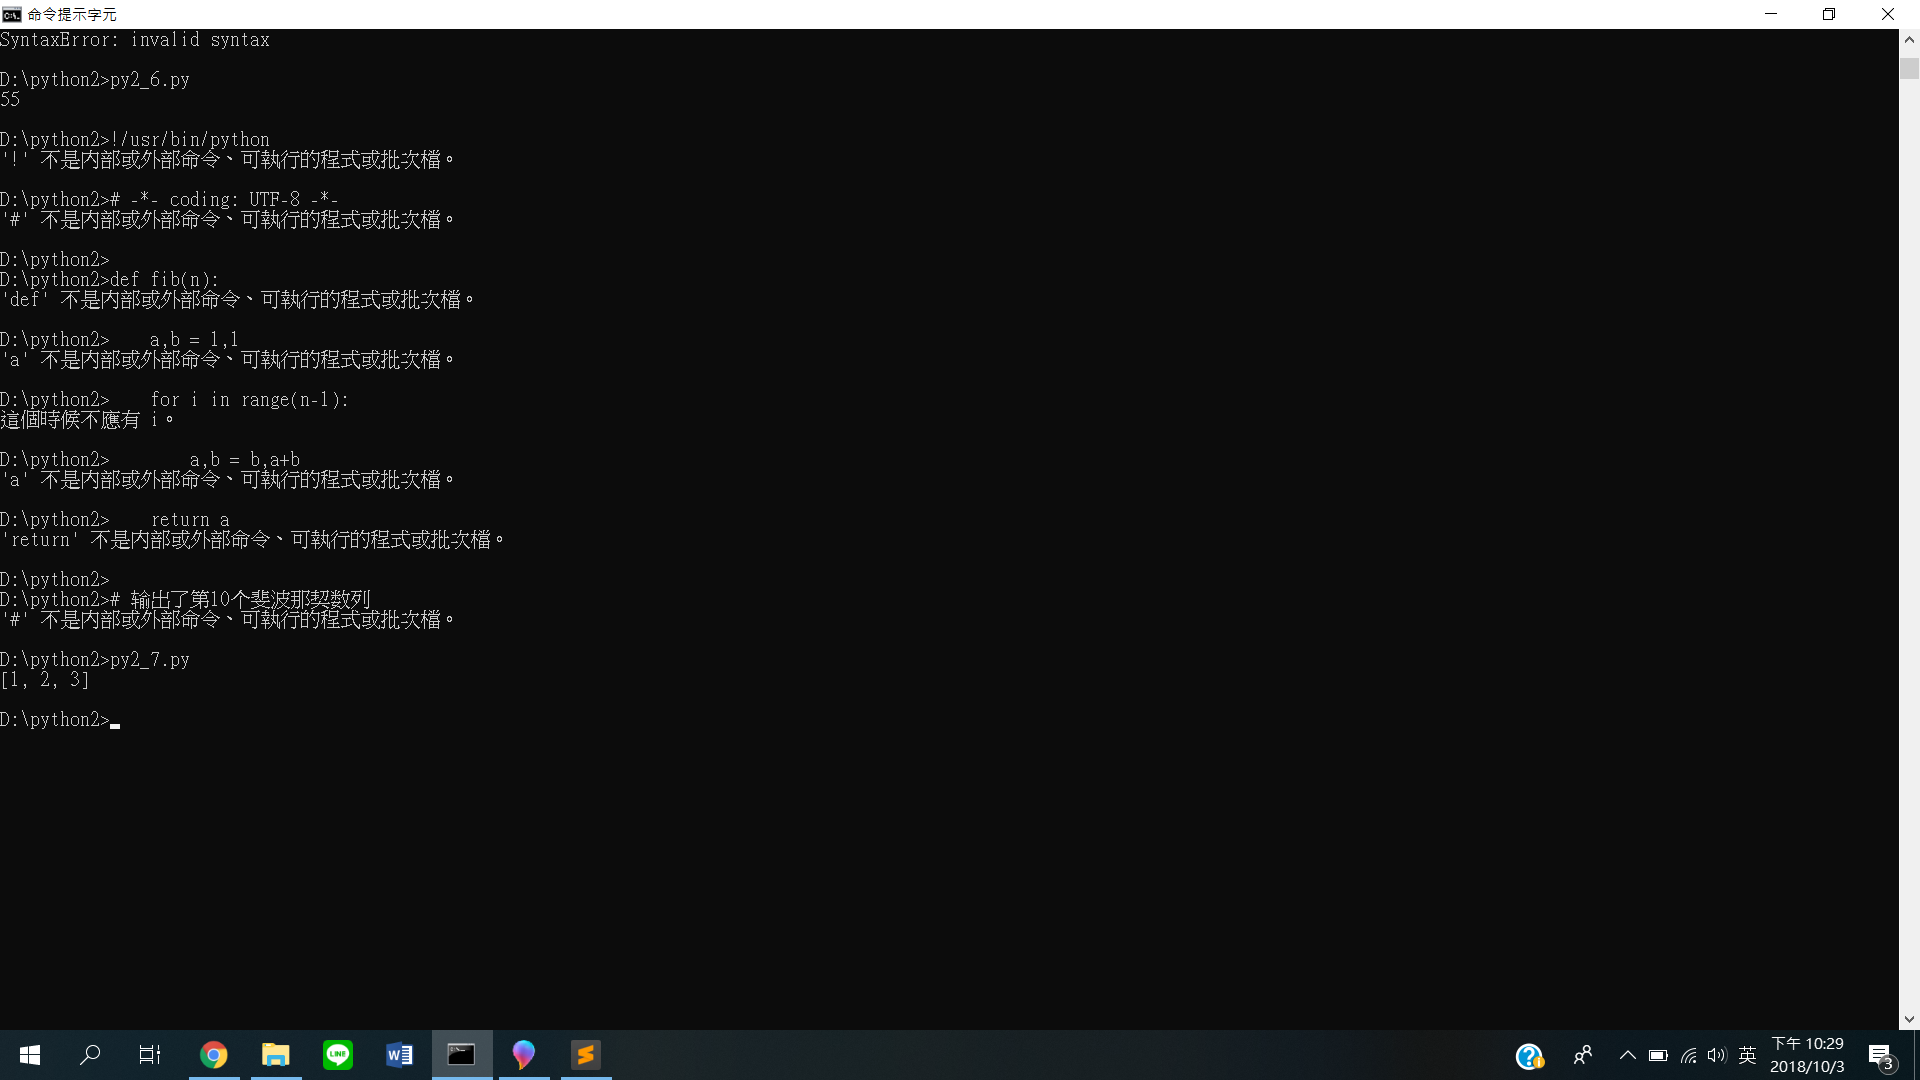 命令提示字元
SyntaxError: invalid syntax
D:\python2>py2_6.py
55
D:\python2>!/usr/bin/python
'!' 不是內部或外部命令、可執行的程式或批次檔。
D:\python2># -*- coding: UTF-8 -*-
'#' 不是內部或外部命令、可執行的程式或批次檔。
D:\python2>
D:\python2>def fib(n):
'def' 不是內部或外部命令、可執行的程式或批次檔。
D:\python2>    a,b = 1,1
'a' 不是內部或外部命令、可執行的程式或批次檔。
D:\python2>    for i in range(n-1):
這個時候不應有 i。
D:\python2>        a,b = b,a+b
'a' 不是內部或外部命令、可執行的程式或批次檔。
D:\python2>    return a
'return' 不是內部或外部命令、可執行的程式或批次檔。
D:\python2>
D:\python2># 输出了第10个斐波那契数列
'#' 不是內部或外部命令、可執行的程式或批次檔。
D:\python2>py2_7.py
[1, 2, 3]
D:\python2>
LINE
英
下午 10:29
2018/10/3
3